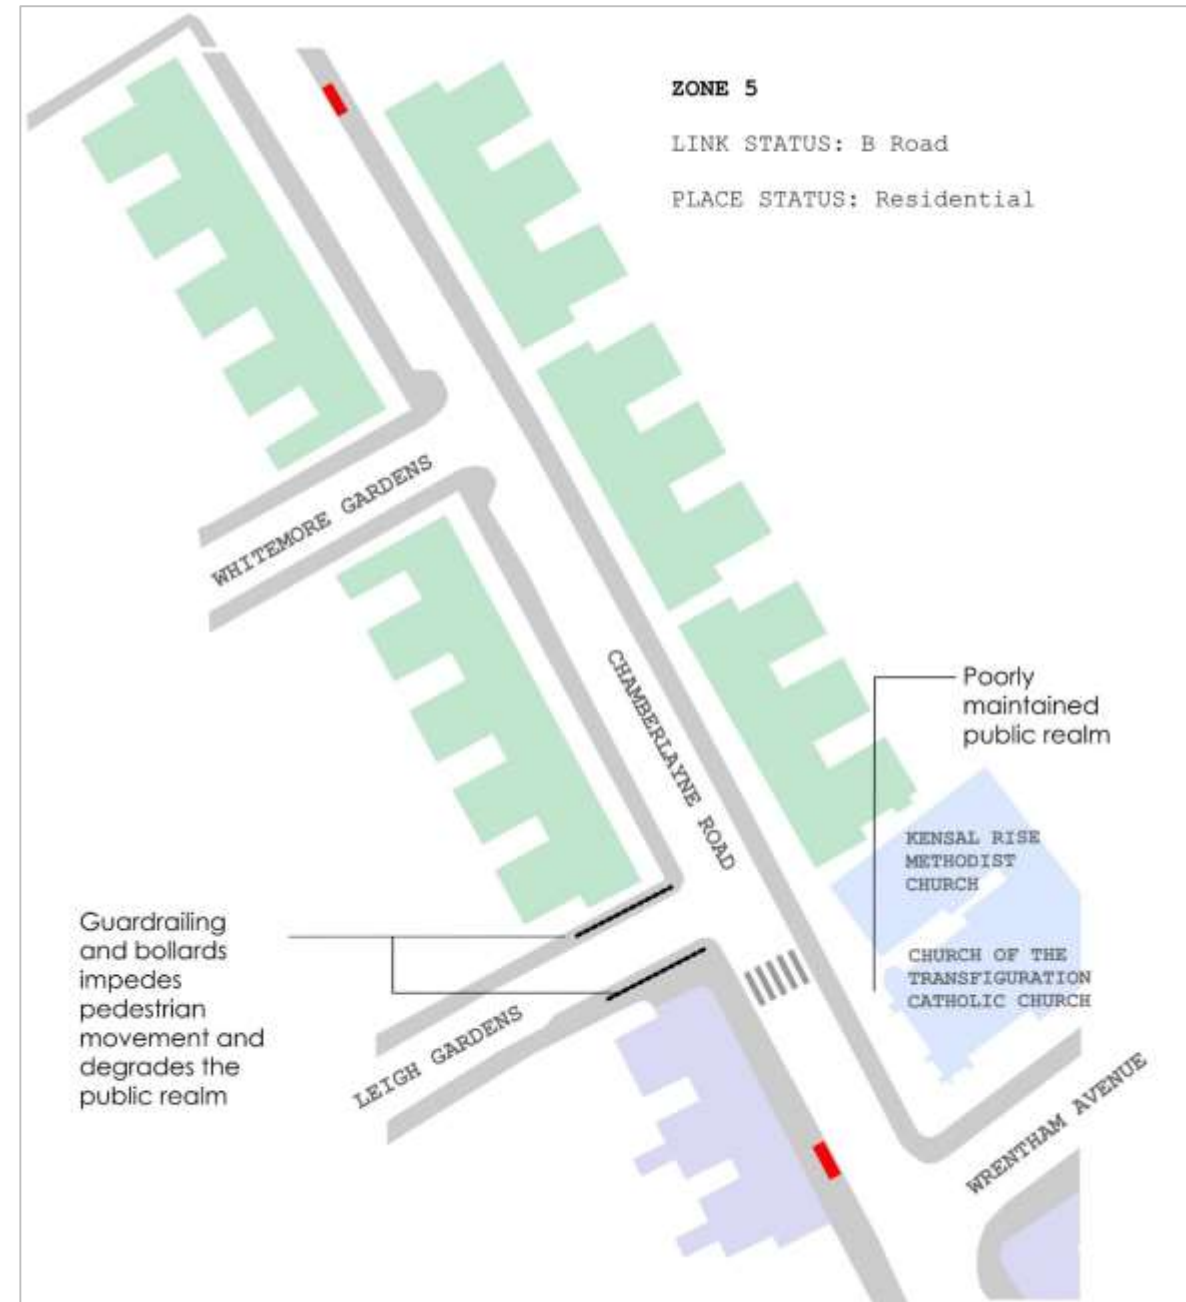 ZONE 5
LINK STATUS: B Road
PLACE STATUS: Residential
WHITEMORE GARDENS
CHAMBERLAYNE ROAD
Poorly
maintained
public realm
KENSAL RISE
METHODIST
CHURCH
CHURCH OF THE
TRANSFIGURATION
CATHOLIC CHURCH
Guardrailing
and bollards
impedes
pedestrian
movement and
degrades the
public realm
LEIGH GARDENS
WRENTHAM AVENUE